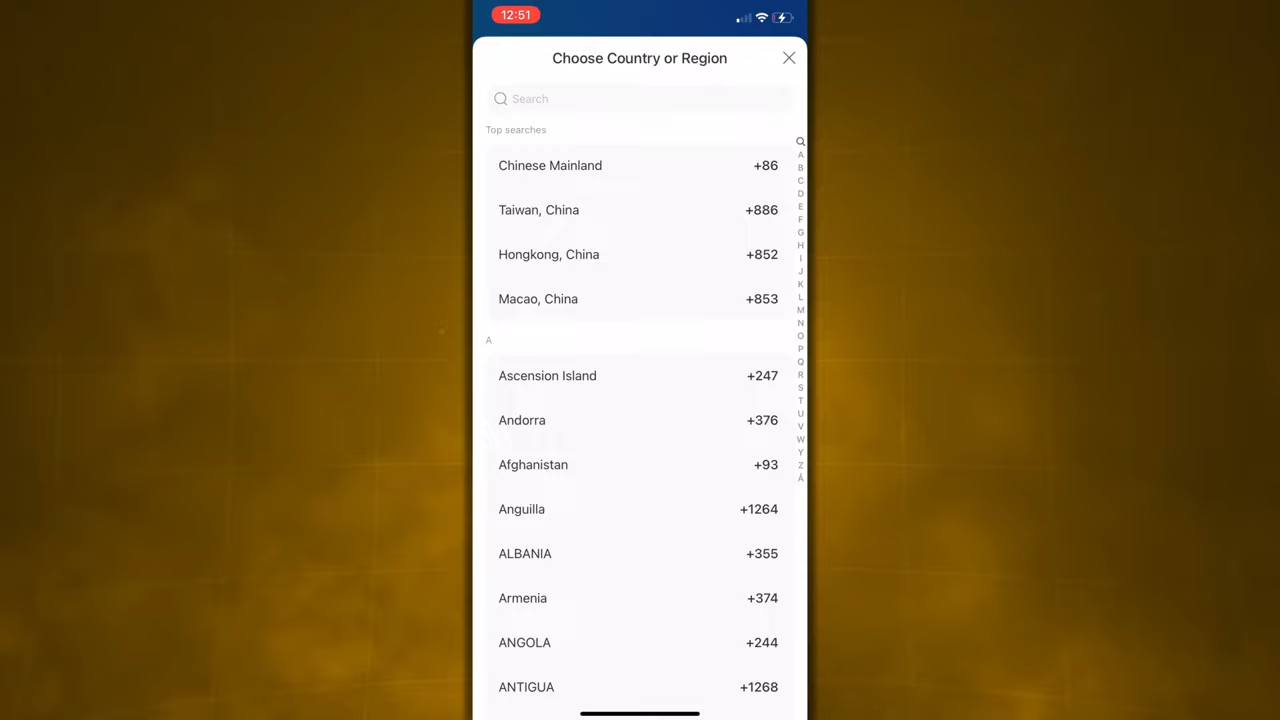 12:51
Choose Country or Region
Search
Top searches
Chinese Mainland +86
Taiwan, China +886
Hongkong, China +852
Macao, China +853
A
Ascension Island +247
Andorra +376
Afghanistan +93
Anguilla +1264
ALBANIA +355
Armenia +374
ANGOLA +244
ANTIGUA +1268
A
B
C
D
E
F
G
H
I
J
K
L
M
N
O
P
Q
R
S
T
U
V
W
Y
Z
Å